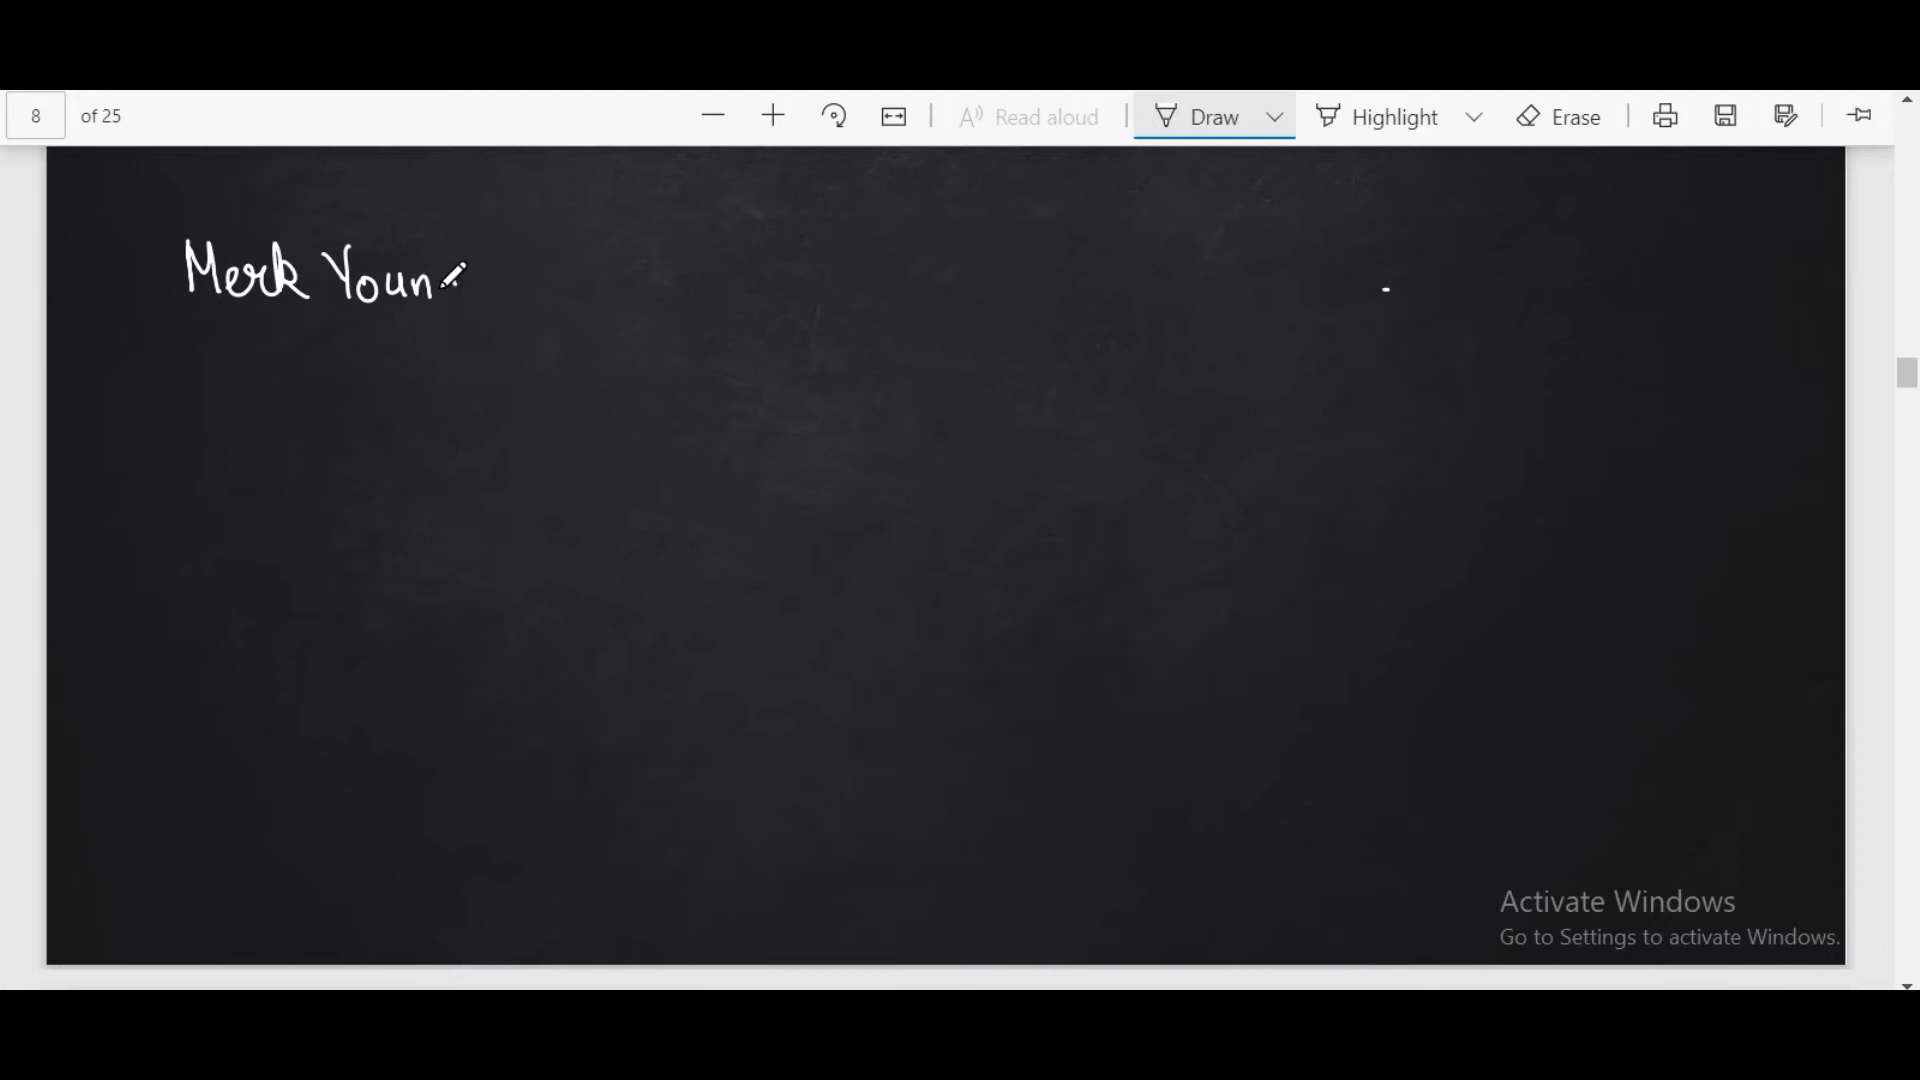 8 of 25 Read aloud Draw Highlight Erase
Merk Youn
Activate Windows
Go to Settings to activate Windows.